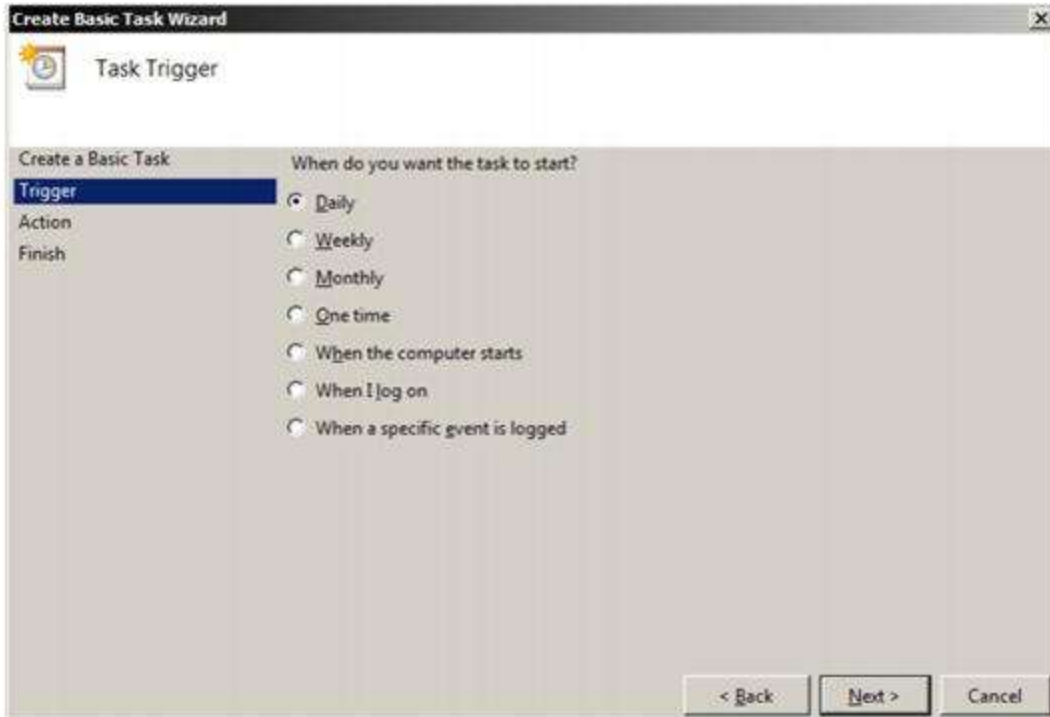 Create Basic Task Wizard
Task Trigger
Create a Basic Task
Trigger
Action
Finish
When do you want the task to start?
Daily
Weekly
Monthly
One time
When the computer starts
When I log on
When a specific event is logged
< Back
Next >
Cancel